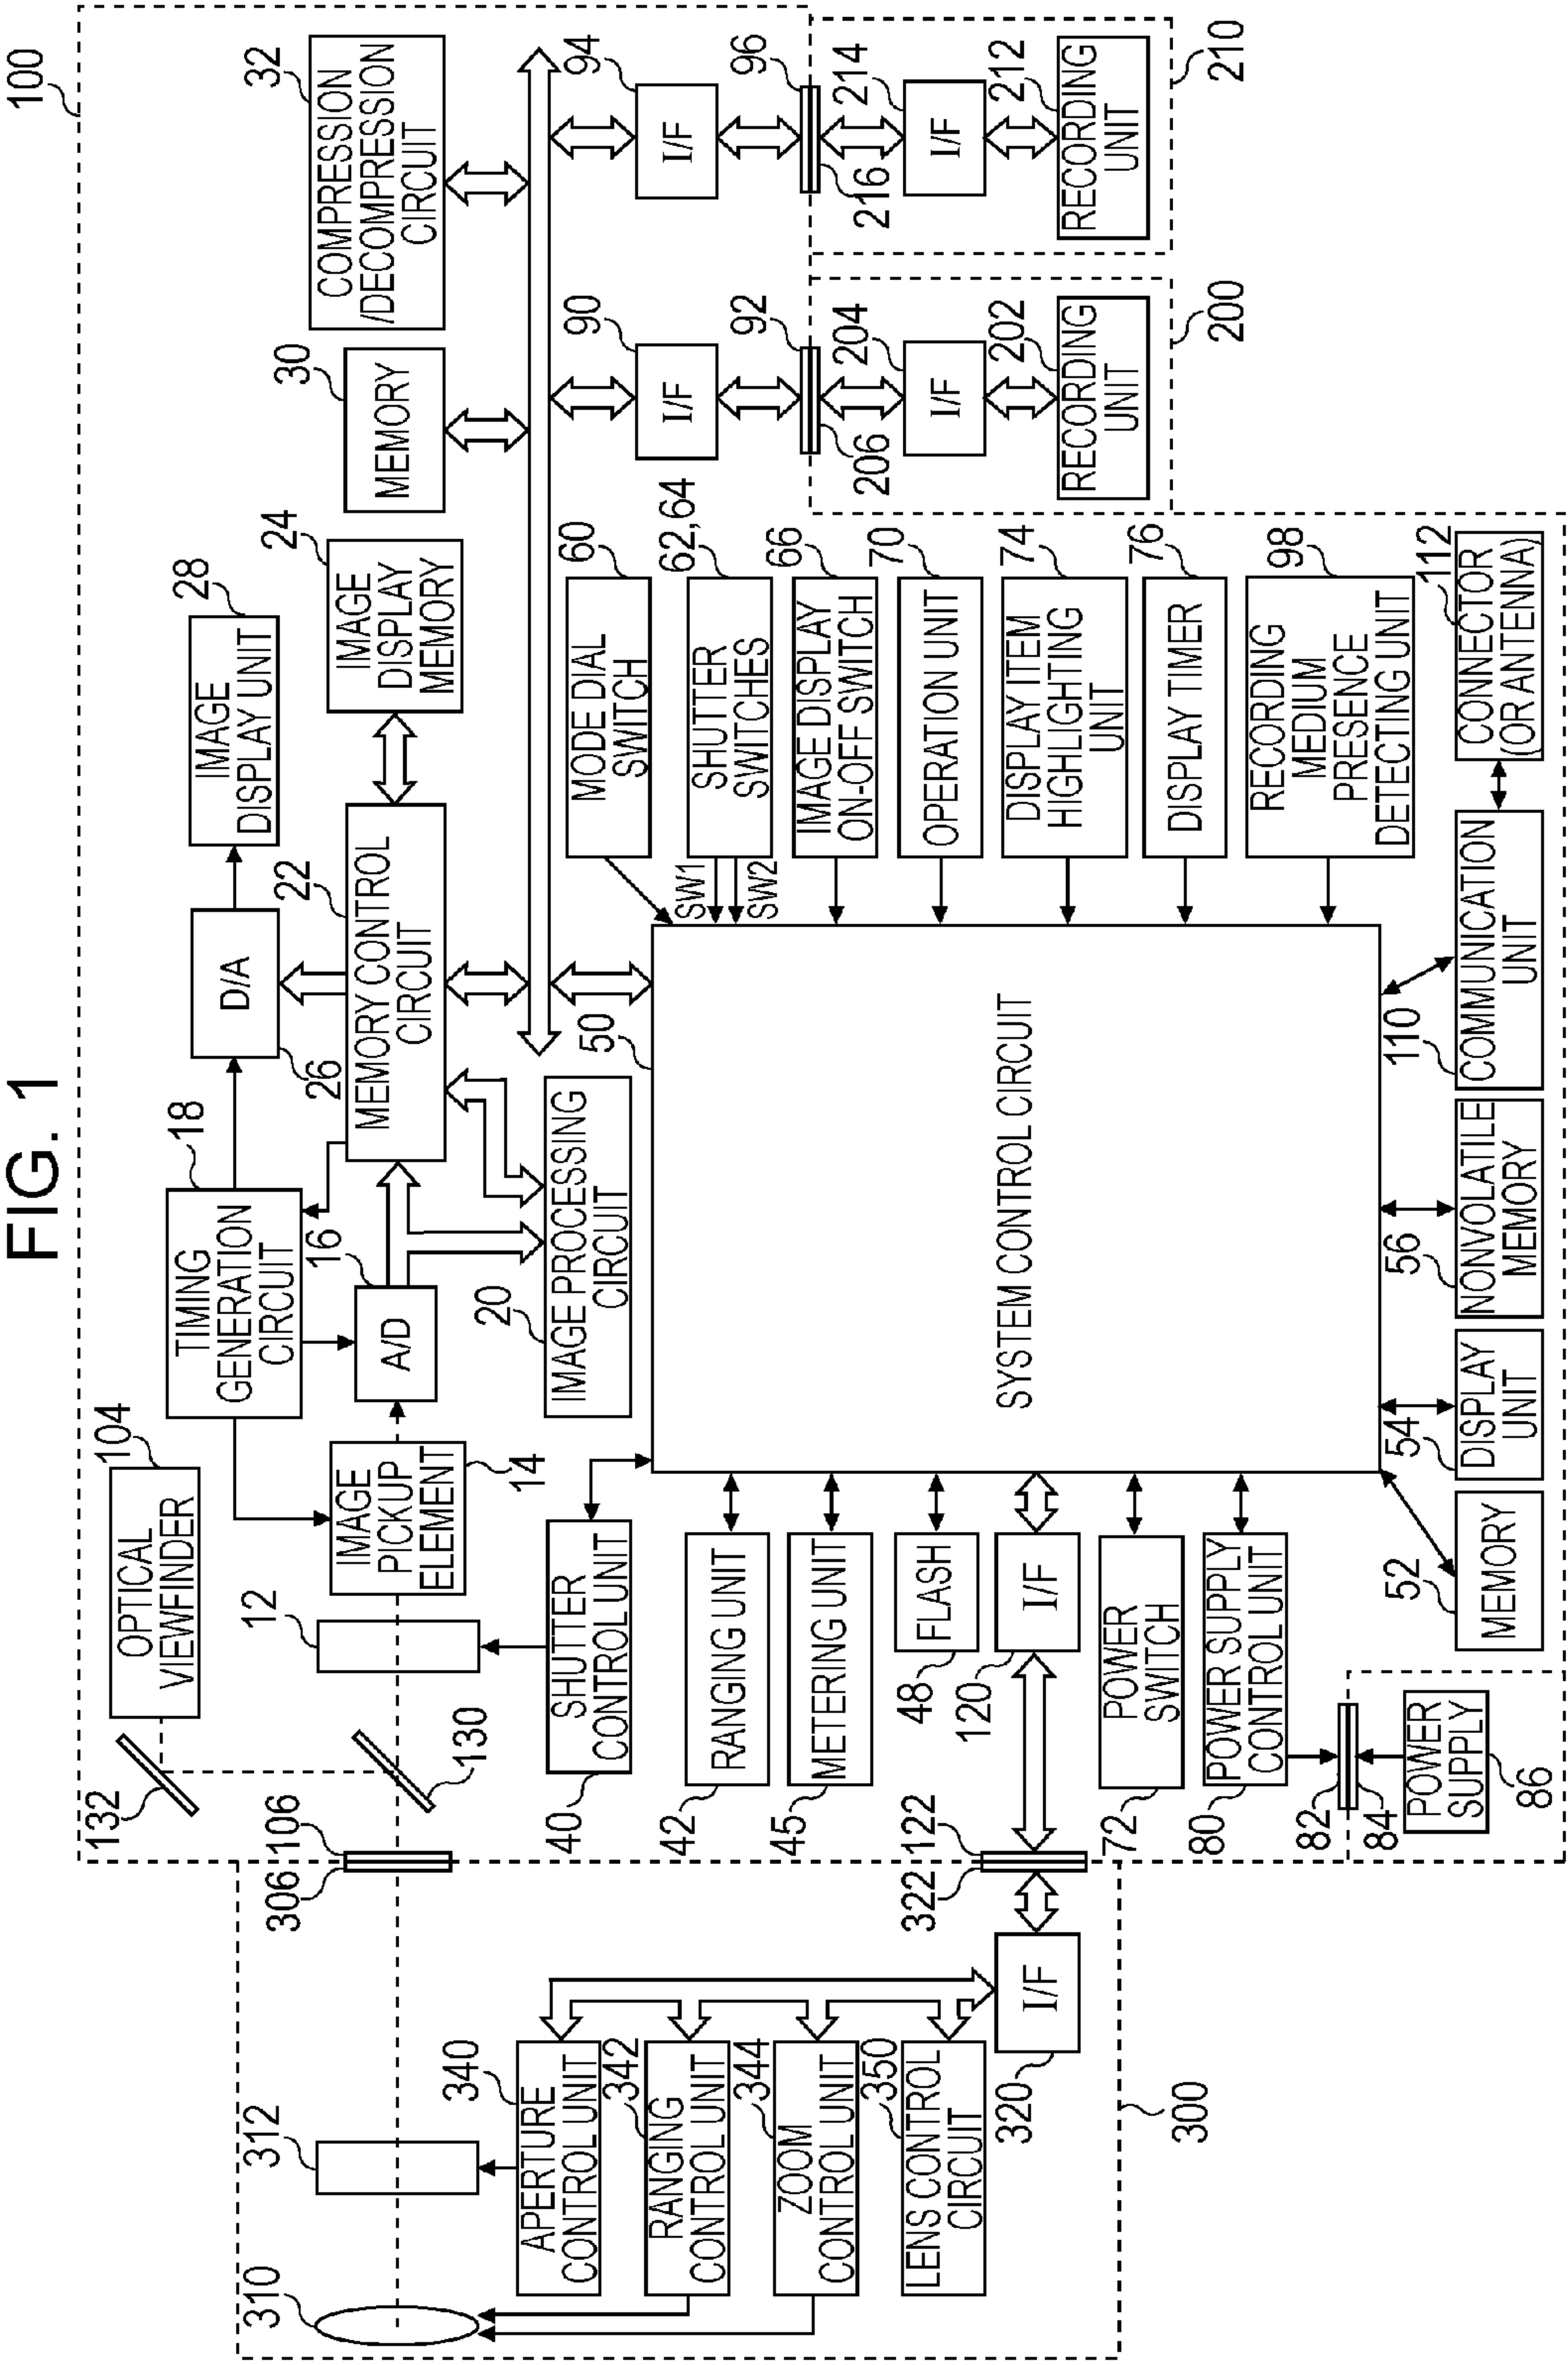 FIG. 1
100
32
COMPRESSION
/DECOMPRESSION
CIRCUIT
30
MEMORY
24
IMAGE
DISPLAY
MEMORY
28
IMAGE
DISPLAY UNIT
22
MEMORY CONTROL
CIRCUIT
D/A
26
18
TIMING
GENERATION
CIRCUIT
16
A/D
20
IMAGE PROCESSING
CIRCUIT
104
OPTICAL
VIEWFINDER
IMAGE
PICKUP
ELEMENT
14
12
132
130
SHUTTER
CONTROL UNIT
40
306
106
312
310
94
I/F
96
214
I/F
216
212
RECORDING
UNIT
210
90
I/F
92
204
I/F
206
202
RECORDING
UNIT
200
60
MODE DIAL
SWITCH
62,64
SHUTTER
SWITCHES
SW1
SW2
66
IMAGE DISPLAY
ON-OFF SWITCH
70
OPERATION UNIT
74
DISPLAY ITEM
HIGHLIGHTING
UNIT
76
DISPLAY TIMER
98
RECORDING
MEDIUM
PRESENCE
DETECTING UNIT
112
CONNECTOR
(OR ANTENNA)
50
SYSTEM CONTROL CIRCUIT
110
COMMUNICATION
UNIT
56
NONVOLATILE
MEMORY
54
DISPLAY
UNIT
52
MEMORY
RANGING UNIT
42
METERING UNIT
45
FLASH
48
I/F
120
POWER
SWITCH
72
POWER SUPPLY
CONTROL UNIT
80
82
84
POWER
SUPPLY
86
322
122
I/F
320
340
APERTURE
CONTROL UNIT
342
RANGING
CONTROL UNIT
344
ZOOM
CONTROL UNIT
350
LENS CONTROL
CIRCUIT
300